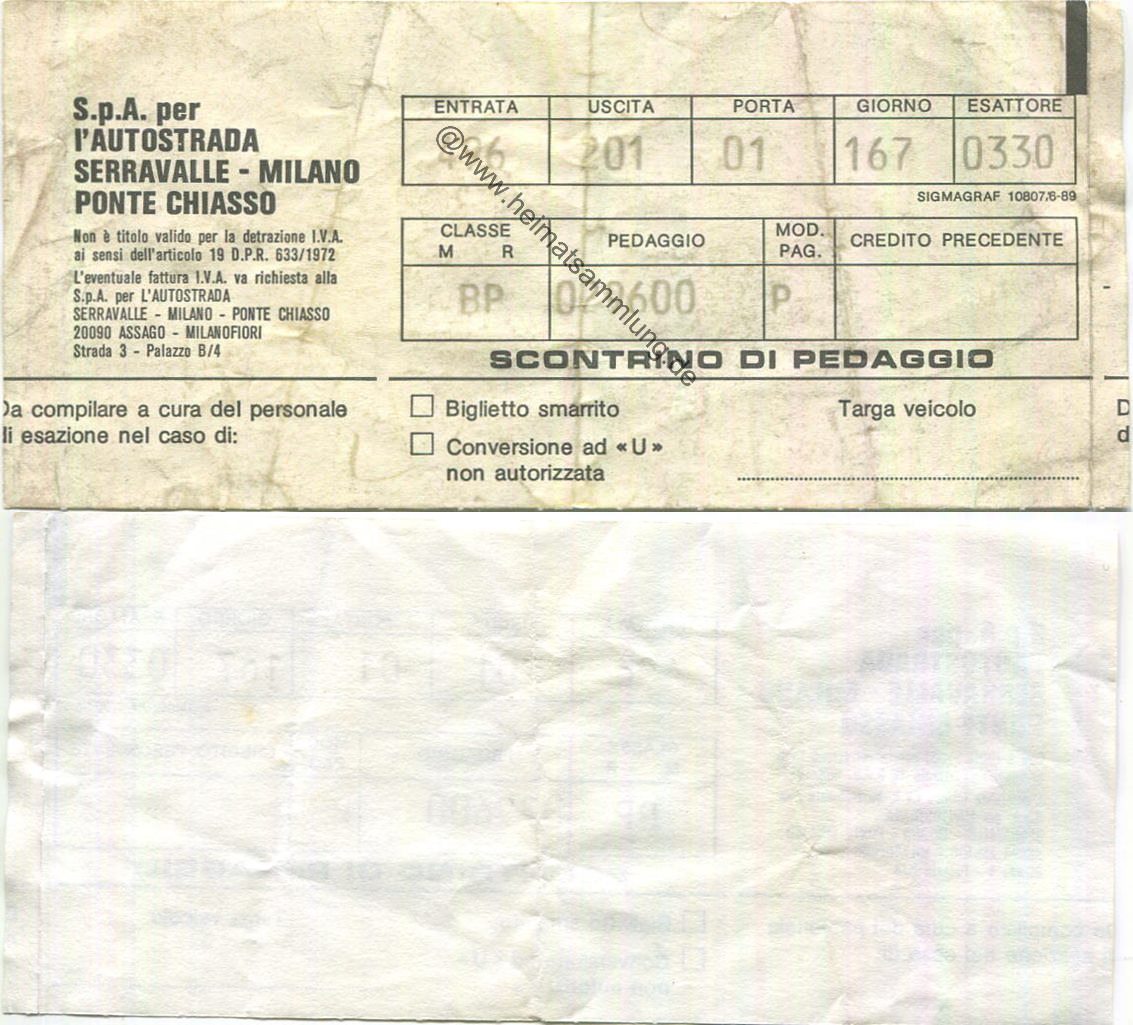 S.p.A. per
l'AUTOSTRADA
SERRAVALLE - MILANO
PONTE CHIASSO
Non è titolo valido per la detrazione I.V.A.
ai sensi dell'articolo 19 D.P.R. 633/1972
L'eventuale fattura I.V.A. va richiesta alla
S.p.A. per L'AUTOSTRADA
SERRAVALLE - MILANO - PONTE CHIASSO
20090 ASSAGO - MILANOFIORI
Strada 3 - Palazzo B/4
ENTRATA USCITA PORTA GIORNO ESATTORE
201 01 167 0330
SIGMAGRAF 10807/6-89
CLASSE PEDAGGIO MOD. CREDITO PRECEDENTE
M R PAG.
BP P
SCONTRINO DI PEDAGGIO
@www.heimatsammlung.de
Da compilare a cura del personale
di esazione nel caso di:
Biglietto smarrito Targa veicolo
Conversione ad «U»
non autorizzata